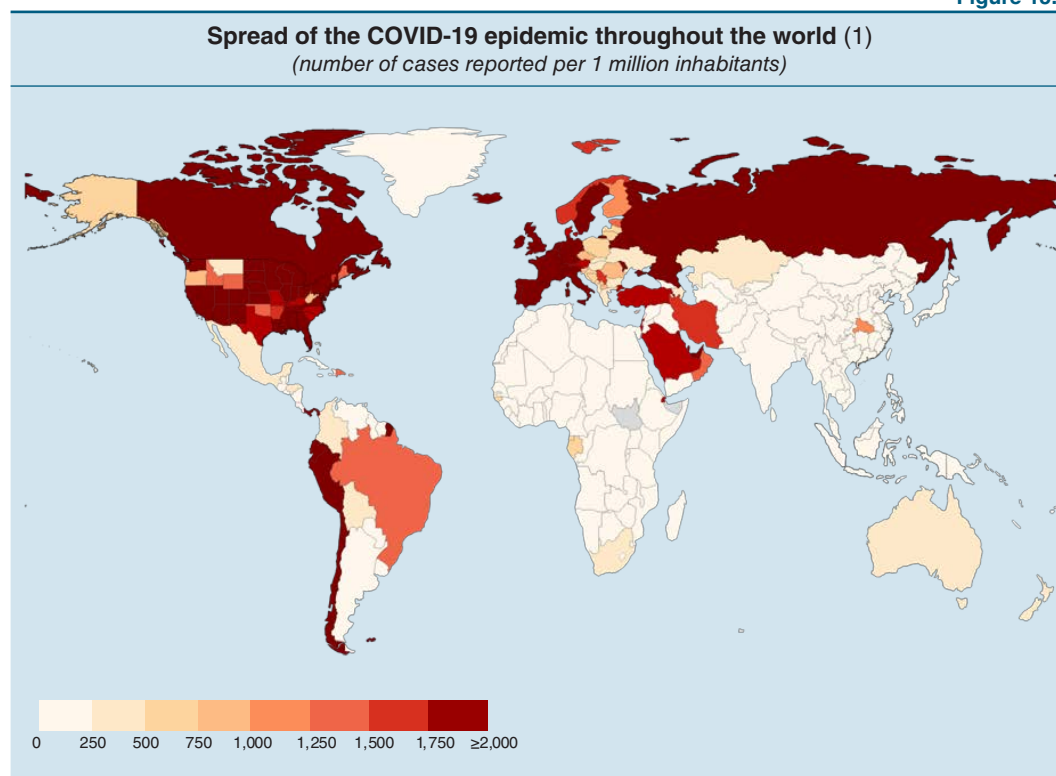 Spread of the COVID-19 epidemic throughout the world (1)
(number of cases reported per 1 million inhabitants)
0 250 500 750 1,000 1,250 1,500 1,750 ≥2,000